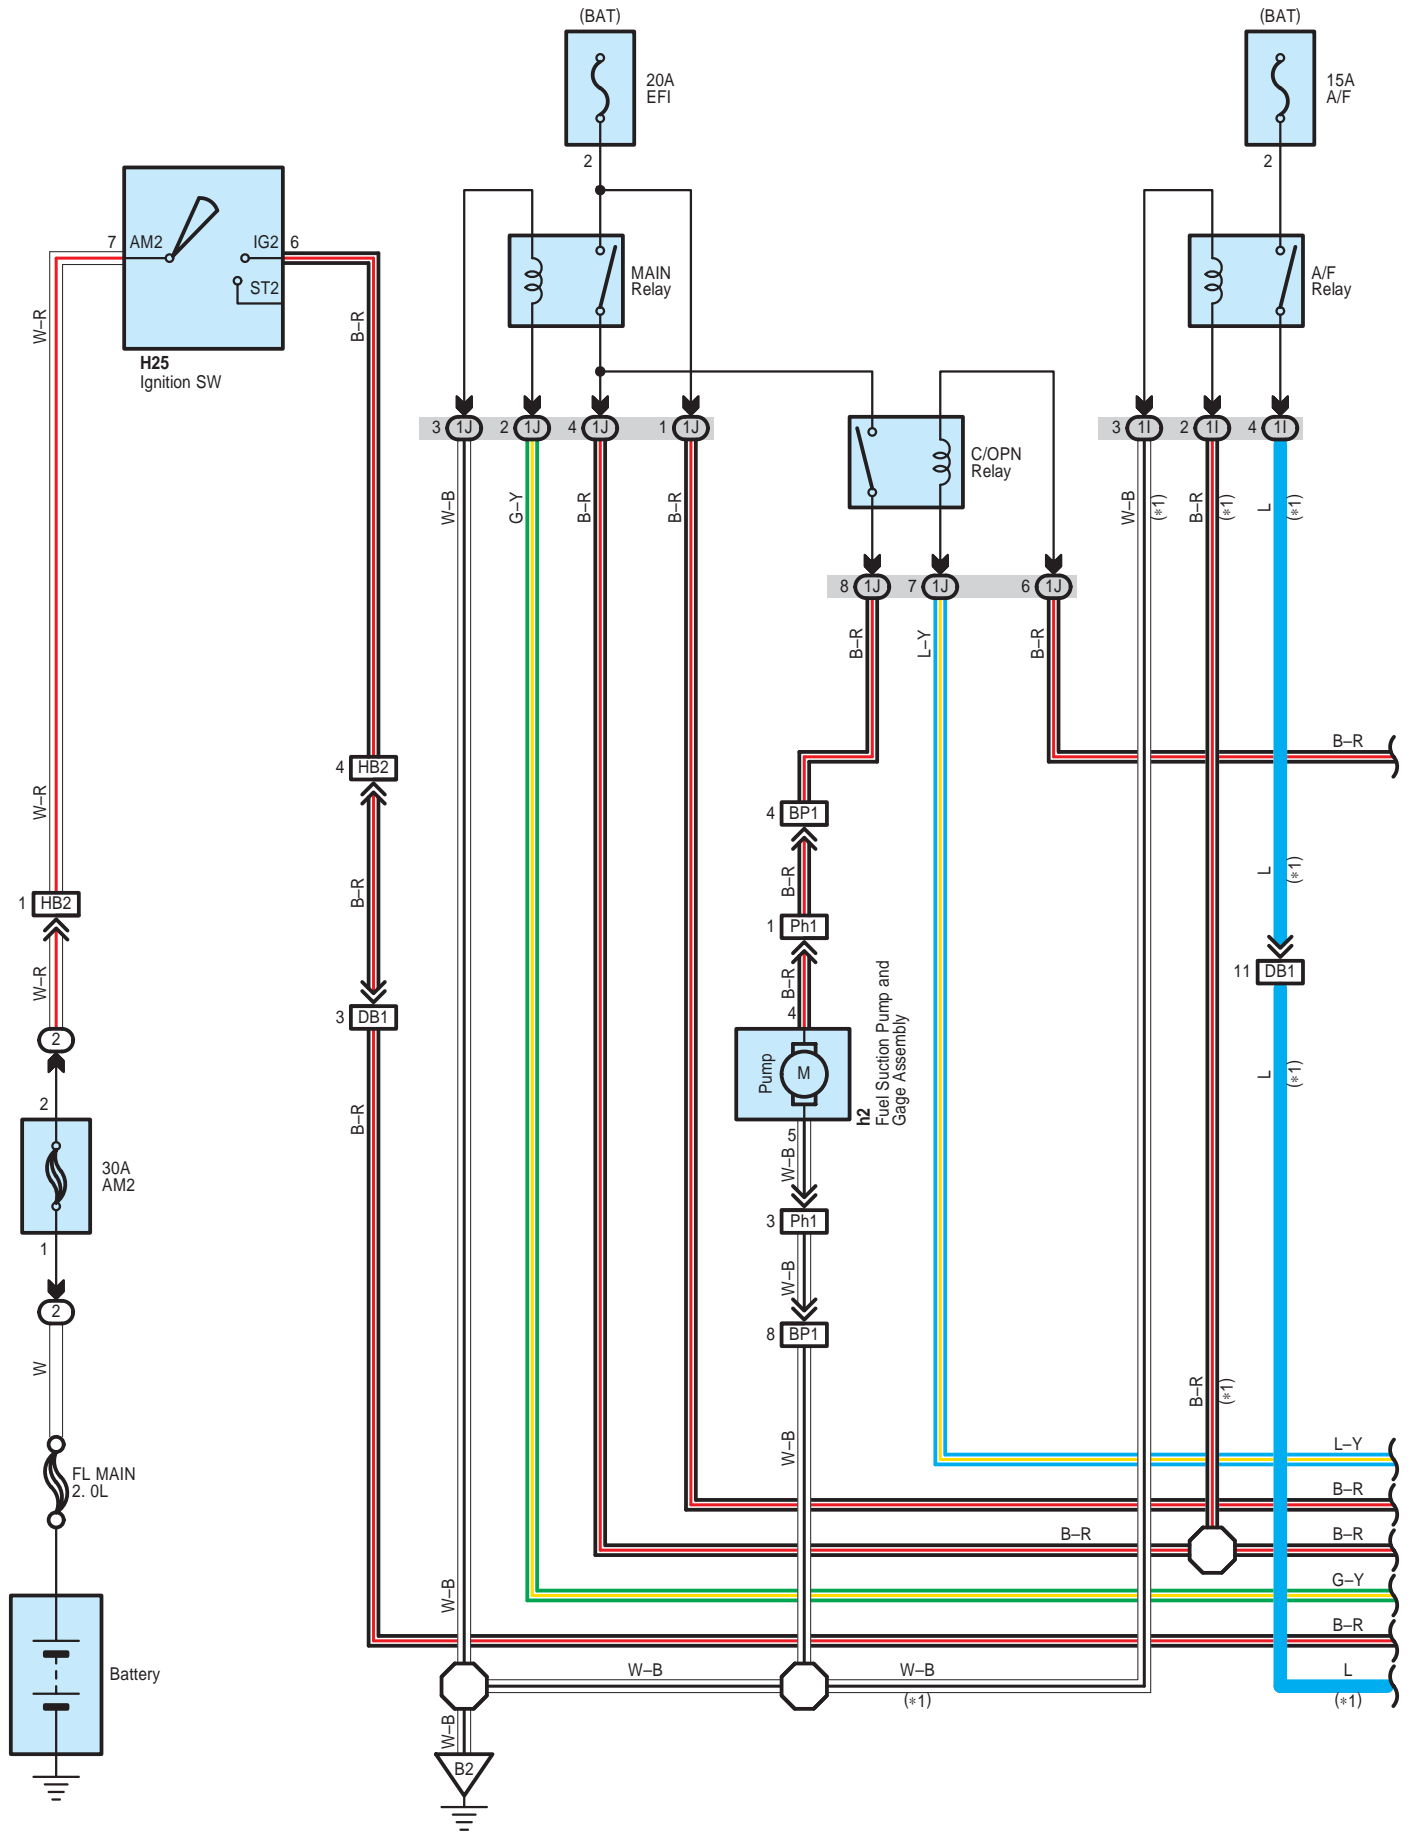 (BAT)
(BAT)
20A
EFI
15A
A/F
2
2
7
AM2
IG2
6
ST2
H25
Ignition SW
MAIN
Relay
A/F
Relay
W–R
B–R
3 1J
2 1J
4 1J
1 1J
3 1I
2 1I
4 1I
C/OPN
Relay
W–B
G–Y
B–R
B–R
W–B
(*1)
B–R
(*1)
L
(*1)
8 1J
7 1J
6 1J
B–R
L–Y
B–R
B–R
4 HB2
W–R
4 BP1
B–R
B–R
L
(*1)
1 HB2
1 Ph1
W–R
B–R
11 DB1
3 DB1
4
2
Pump
M
h2
Fuel Suction Pump and
Gage Assembly
L
(*1)
2
B–R
5
30A
AM2
W–B
3 Ph1
1
W–B
2
8 BP1
W
B–R
(*1)
W–B
L–Y
FL MAIN
2. 0L
B–R
B–R
B–R
G–Y
W–B
B–R
Battery
W–B
W–B
(*1)
L
(*1)
W–B
B2